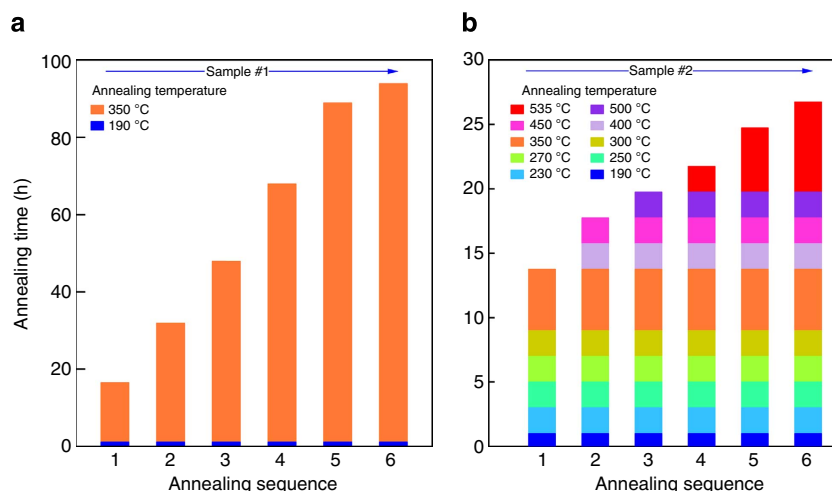 a
Sample #1
Annealing temperature
350 °C
190 °C
100
80
60
40
20
0
Annealing time (h)
1 2 3 4 5 6
Annealing sequence
b
Sample #2
Annealing temperature
535 °C 500 °C
450 °C 400 °C
350 °C 300 °C
270 °C 250 °C
230 °C 190 °C
30
25
20
15
10
5
0
1 2 3 4 5 6
Annealing sequence